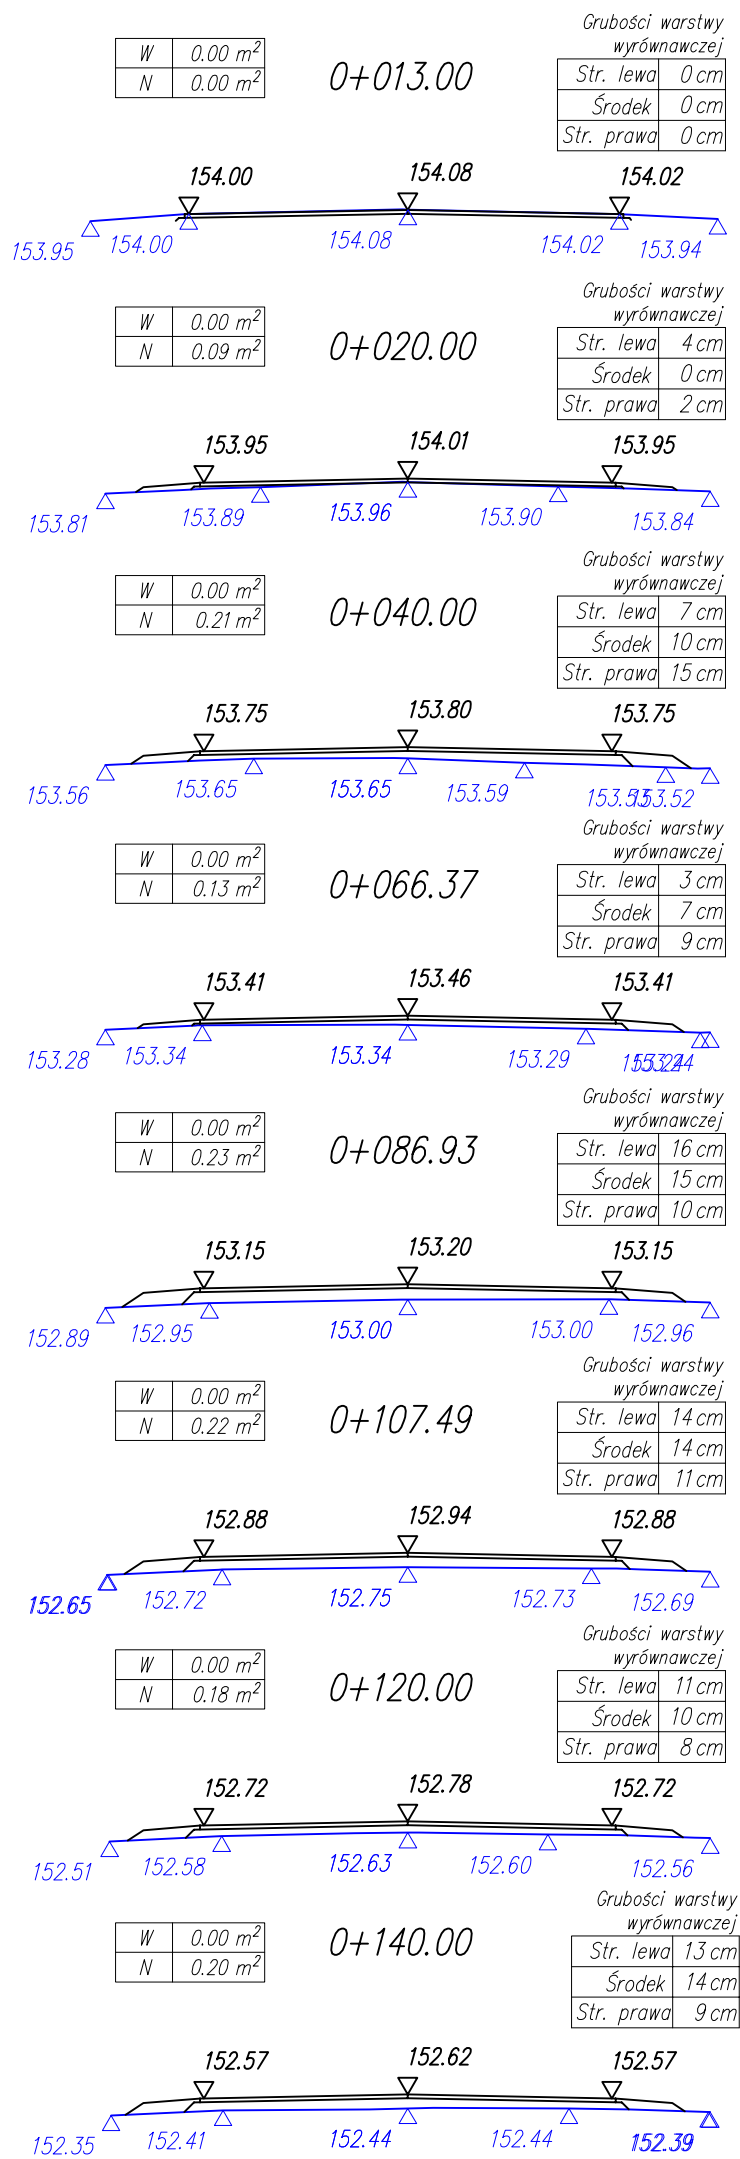 Grubości warstwy
wyrównawczej
W 0.00 m²
N 0.00 m²
0+013.00
Str. lewa 0 cm
Środek 0 cm
Str. prawa 0 cm
154.00 154.08 154.02
153.95 154.00 154.08 154.02 153.94
Grubości warstwy
wyrównawczej
W 0.00 m²
N 0.09 m²
0+020.00
Str. lewa 4 cm
Środek 0 cm
Str. prawa 2 cm
153.95 154.01 153.95
153.81 153.89 153.96 153.90 153.84
Grubości warstwy
wyrównawczej
W 0.00 m²
N 0.21 m²
0+040.00
Str. lewa 7 cm
Środek 10 cm
Str. prawa 15 cm
153.75 153.80 153.75
153.56 153.65 153.65 153.59 153.53 153.52
Grubości warstwy
wyrównawczej
W 0.00 m²
N 0.13 m²
0+066.37
Str. lewa 3 cm
Środek 7 cm
Str. prawa 9 cm
153.41 153.46 153.41
153.28 153.34 153.34 153.29 153.24
Grubości warstwy
wyrównawczej
W 0.00 m²
N 0.23 m²
0+086.93
Str. lewa 16 cm
Środek 15 cm
Str. prawa 10 cm
153.15 153.20 153.15
152.89 152.95 153.00 153.00 152.96
Grubości warstwy
wyrównawczej
W 0.00 m²
N 0.22 m²
0+107.49
Str. lewa 14 cm
Środek 14 cm
Str. prawa 11 cm
152.88 152.94 152.88
152.65 152.72 152.75 152.73 152.69
Grubości warstwy
wyrównawczej
W 0.00 m²
N 0.18 m²
0+120.00
Str. lewa 11 cm
Środek 10 cm
Str. prawa 8 cm
152.72 152.78 152.72
152.51 152.58 152.63 152.60 152.56
Grubości warstwy
wyrównawczej
W 0.00 m²
N 0.20 m²
0+140.00
Str. lewa 13 cm
Środek 14 cm
Str. prawa 9 cm
152.57 152.62 152.57
152.35 152.41 152.44 152.44 152.39